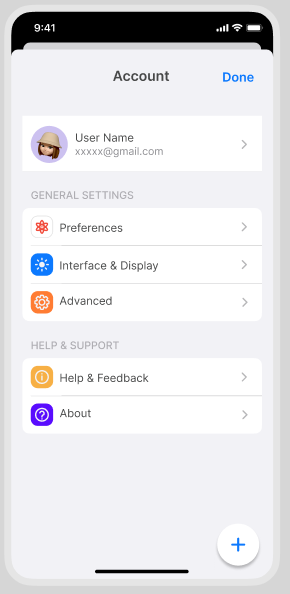 9:41
Account
Done
User Name
xxxxx@gmail.com
GENERAL SETTINGS
Preferences
Interface & Display
Advanced
HELP & SUPPORT
Help & Feedback
About